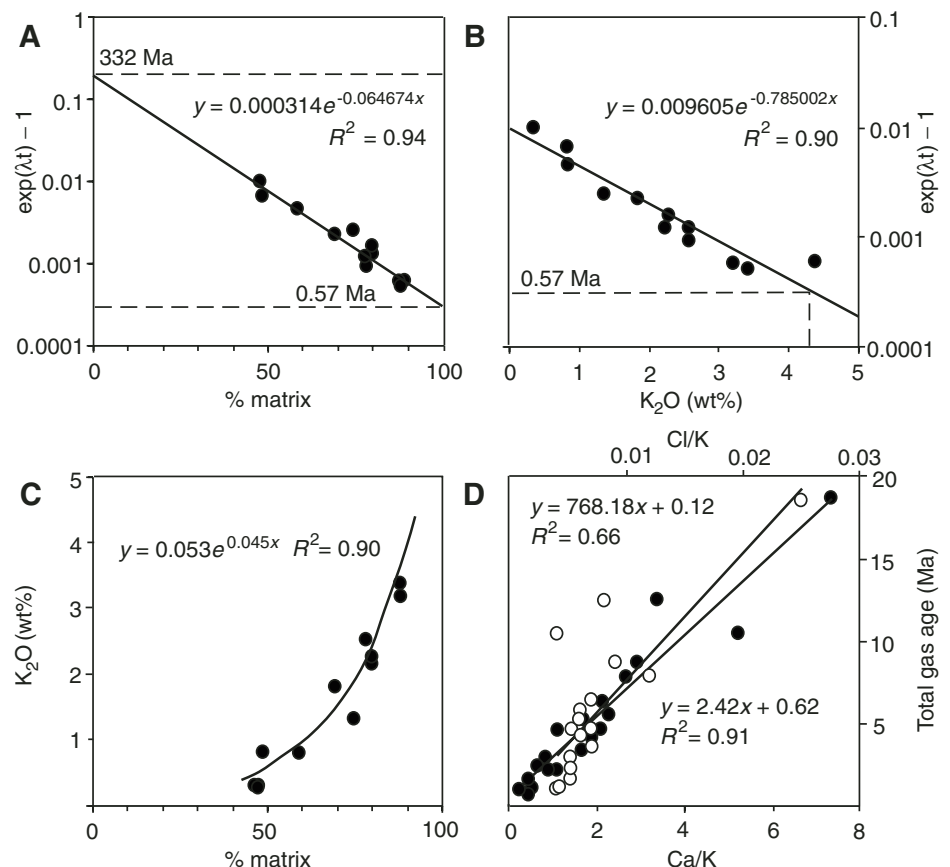 A
1
0.1
0.01
0.001
0.0001
exp(λt) – 1
332 Ma
y = 0.000314e^-0.064674x
R² = 0.94
0.57 Ma
0 50 100
% matrix
B
0.1
0.01
0.001
0.0001
exp(λt) – 1
y = 0.009605e^-0.785002x
R² = 0.90
0.57 Ma
0 1 2 3 4 5
K₂O (wt%)
C
5
4
3
2
1
K₂O (wt%)
y = 0.053e^0.045x R² = 0.90
0 50 100
% matrix
Cl/K
0.01 0.02 0.03
D
20
15
10
5
Total gas age (Ma)
y = 768.18x + 0.12
R² = 0.66
y = 2.42x + 0.62
R² = 0.91
0 2 4 6 8
Ca/K